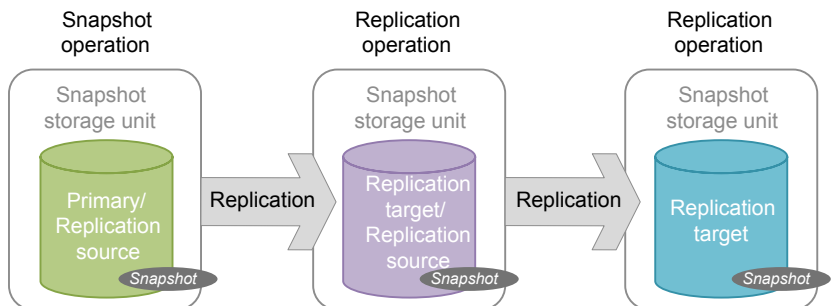 Snapshot
operation
Replication
operation
Replication
operation
Snapshot
storage unit
Snapshot
storage unit
Snapshot
storage unit
Primary/
Replication
source
Replication
Replication
target/
Replication
source
Replication
Replication
target
Snapshot
Snapshot
Snapshot